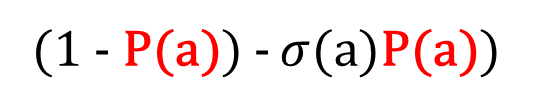 (1 - P(a)) - σ(a)P(a))